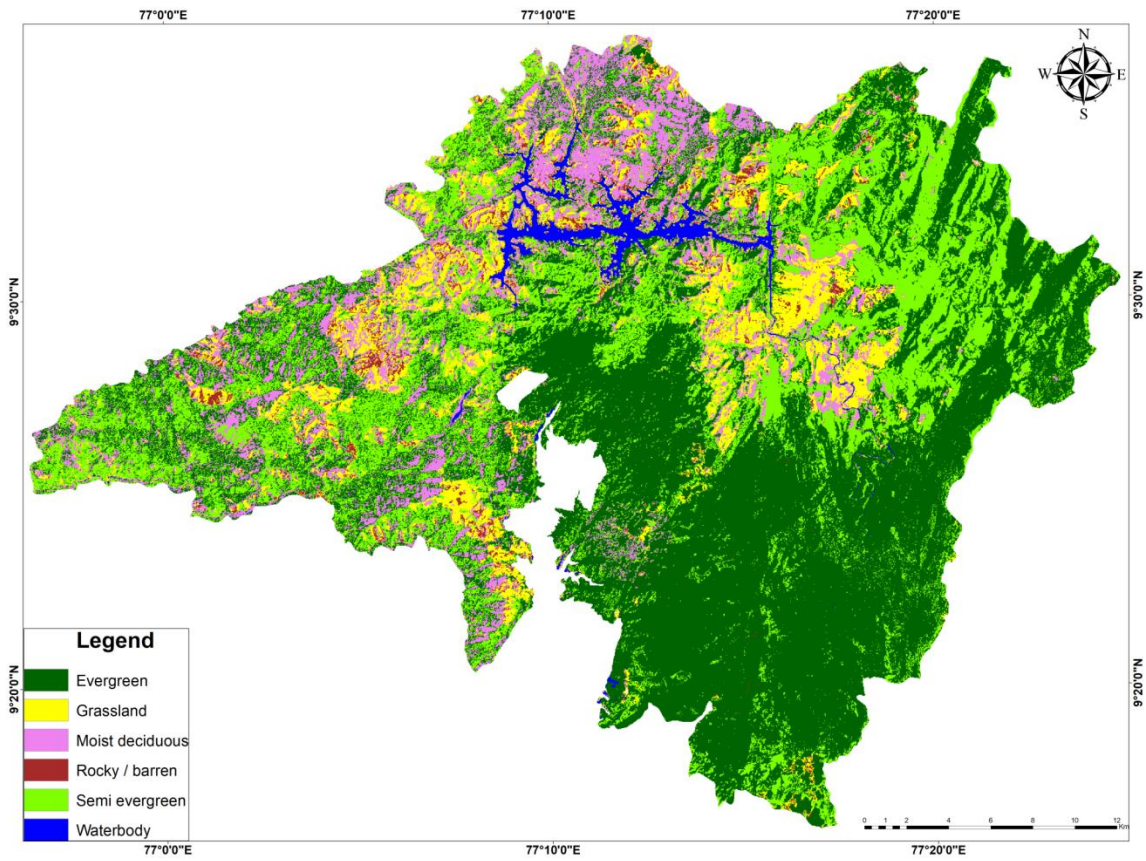 77°0'0"E 77°10'0"E 77°20'0"E
N
W E
S
9°30'0"N 9°30'0"N
9°20'0"N 9°20'0"N
Legend
Evergreen
Grassland
Moist deciduous
Rocky / barren
Semi evergreen
Waterbody
0 1 2 4 6 8 10 12
Km
77°0'0"E 77°10'0"E 77°20'0"E